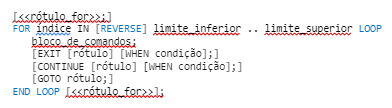 [<<rótulo_for>>;]
FOR índice IN [REVERSE] limite_inferior .. limite_superior LOOP
bloco_de_comandos;
[EXIT [rótulo] [WHEN condição];]
[CONTINUE [rótulo] [WHEN condição];]
[GOTO rótulo;]
END LOOP [<<rótulo_for>>];